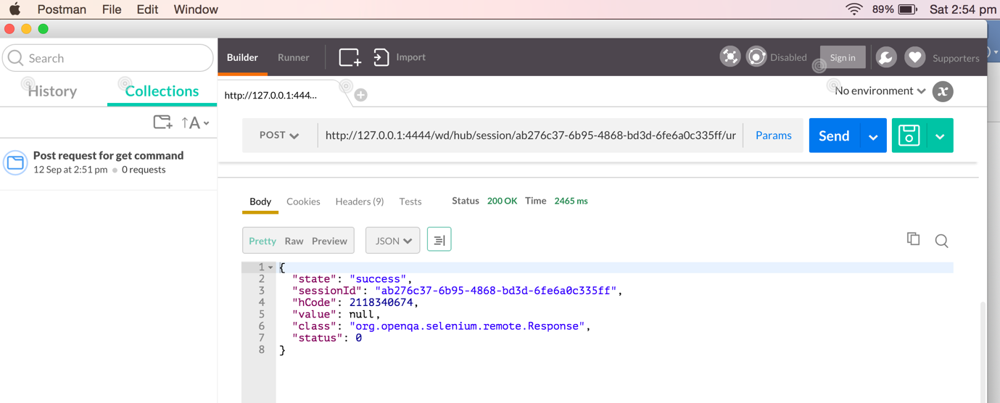 Postman File Edit Window 89% Sat 2:54 pm
Search
Builder Runner Import Disabled Sign in Supporters
History Collections
http://127.0.0.1:444... No environment
A
POST http://127.0.0.1:4444/wd/hub/session/ab276c37-6b95-4868-bd3d-6fe6a0c335ff/ur Params Send
Post request for get command
12 Sep at 2:51 pm 0 requests
Body Cookies Headers (9) Tests Status 200 OK Time 2465 ms
Pretty Raw Preview JSON
1 {
2 "state": "success",
3 "sessionId": "ab276c37-6b95-4868-bd3d-6fe6a0c335ff",
4 "hCode": 2118340674,
5 "value": null,
6 "class": "org.openqa.selenium.remote.Response",
7 "status": 0
8 }